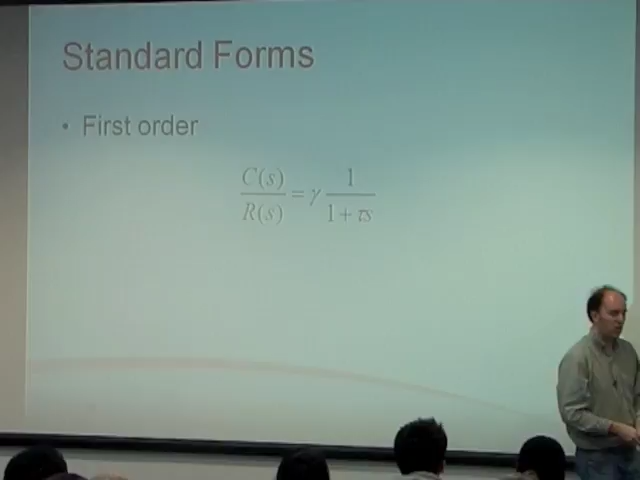 Standard Forms
• First order
C(s)/R(s) = γ 1/(1 + τs)